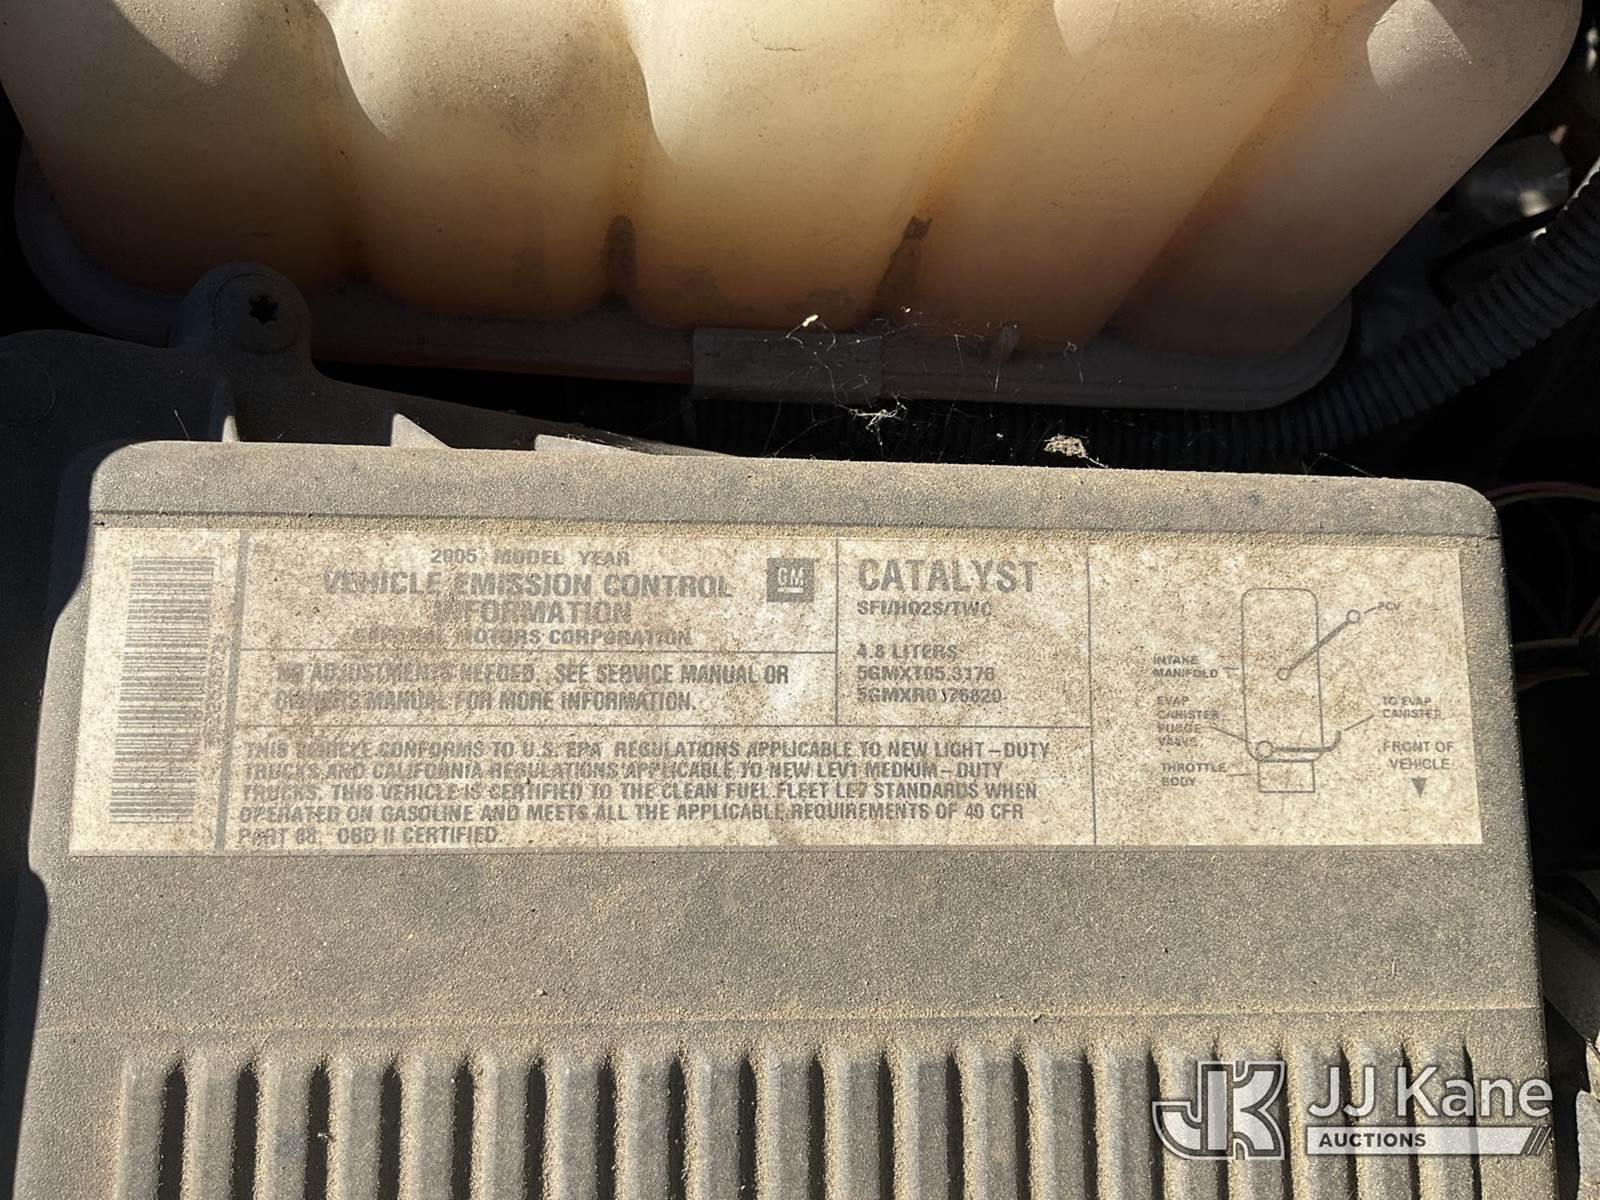 2005 MODEL YEAR
VEHICLE EMISSION CONTROL
INFORMATION
GENERAL MOTORS CORPORATION
GM
NO ADJUSTMENTS NEEDED. SEE SERVICE MANUAL OR
OWNERS MANUAL FOR MORE INFORMATION.
CATALYST
SFI/HO2S/TWC
4.8 LITERS
5GMXT05.3176
5GMXR0176820
THIS VEHICLE CONFORMS TO U.S. EPA REGULATIONS APPLICABLE TO NEW LIGHT-DUTY
TRUCKS AND CALIFORNIA REGULATIONS APPLICABLE TO NEW LEV1 MEDIUM-DUTY
TRUCKS. THIS VEHICLE IS CERTIFIED TO THE CLEAN FUEL FLEET STANDARDS WHEN
OPERATED ON GASOLINE AND MEETS ALL THE APPLICABLE REQUIREMENTS OF 40 CFR
PART 88. OBD II CERTIFIED.
PCV
INTAKE
MANIFOLD
EVAP
CANISTER
PURGE
VALVE
THROTTLE
BODY
TO EVAP
CANISTER
FRONT OF
VEHICLE
JJ Kane
AUCTIONS